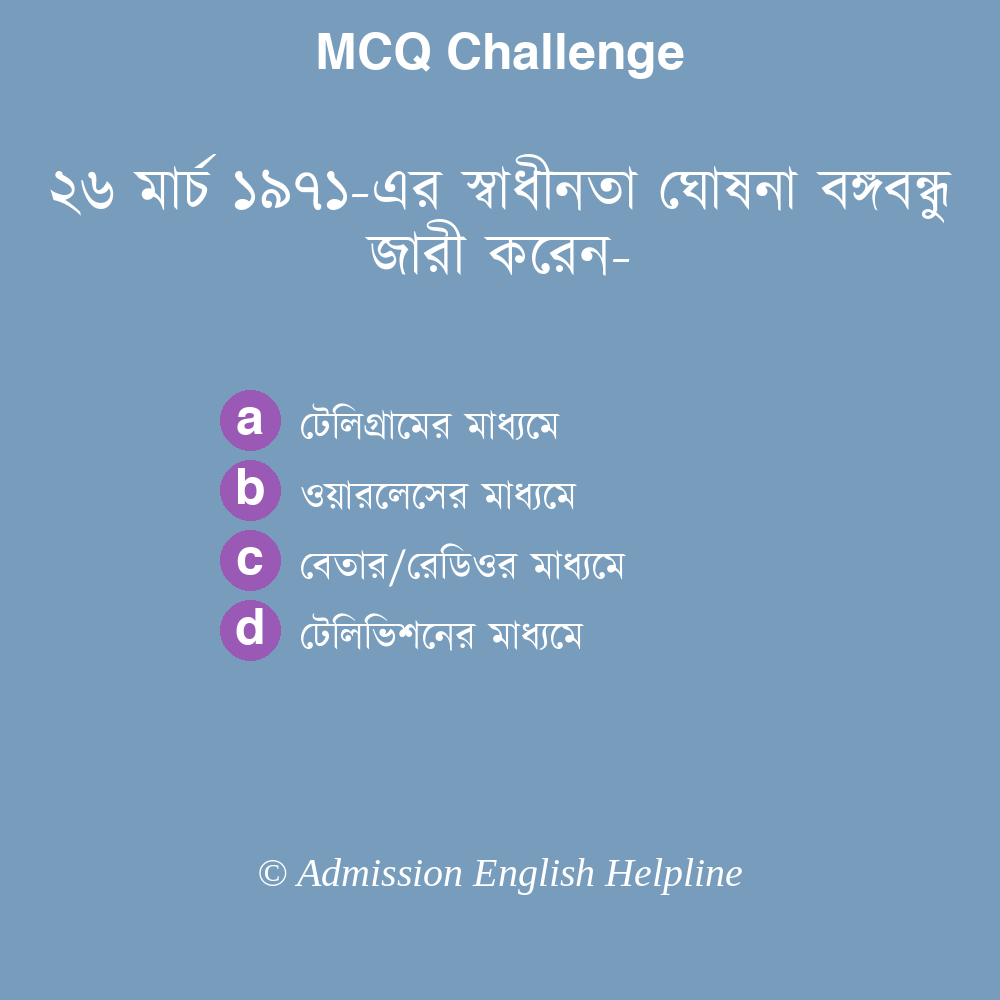 MCQ Challenge
২৬ মার্চ ১৯৭১-এর স্বাধীনতা ঘোষনা বঙ্গবন্ধু
জারী করেন-
a টেলিগ্রামের মাধ্যমে
b ওয়ারলেসের মাধ্যমে
c বেতার/রেডিওর মাধ্যমে
d টেলিভিশনের মাধ্যমে
© Admission English Helpline